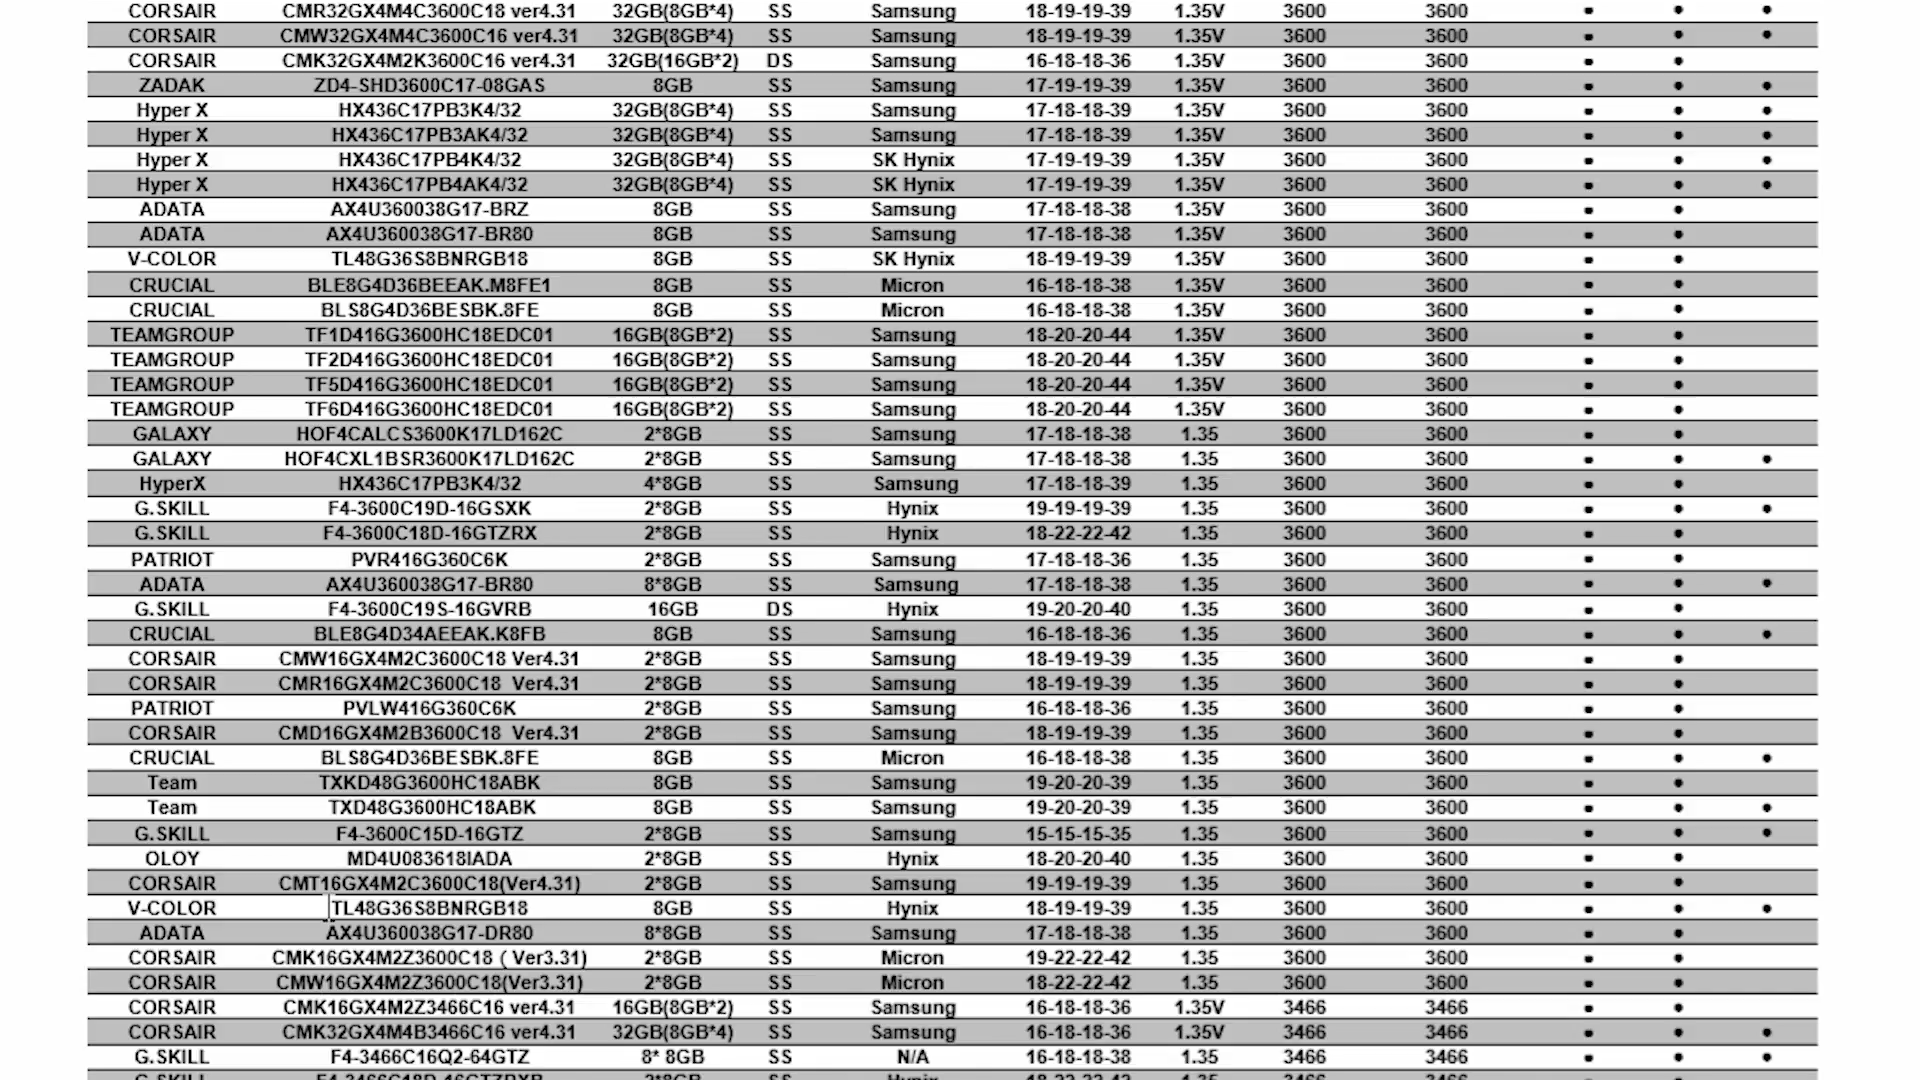 CORSAIR CMR32GX4M4C3600C18 ver4.31 32GB(8GB*4) SS Samsung 18-19-19-39 1.35V 3600 3600 • • •
CORSAIR CMW32GX4M4C3600C16 ver4.31 32GB(8GB*4) SS Samsung 18-19-19-39 1.35V 3600 3600 • • •
CORSAIR CMK32GX4M2K3600C16 ver4.31 32GB(16GB*2) DS Samsung 16-18-18-36 1.35V 3600 3600 • •
ZADAK ZD4-SHD3600C17-08GAS 8GB SS Samsung 17-19-19-39 1.35V 3600 3600 • • •
Hyper X HX436C17PB3K4/32 32GB(8GB*4) SS Samsung 17-18-18-39 1.35V 3600 3600 • • •
Hyper X HX436C17PB3AK4/32 32GB(8GB*4) SS Samsung 17-18-18-39 1.35V 3600 3600 • • •
Hyper X HX436C17PB4K4/32 32GB(8GB*4) SS SK Hynix 17-19-19-39 1.35V 3600 3600 • • •
Hyper X HX436C17PB4AK4/32 32GB(8GB*4) SS SK Hynix 17-19-19-39 1.35V 3600 3600 • • •
ADATA AX4U360038G17-BRZ 8GB SS Samsung 17-18-18-38 1.35V 3600 3600 • •
ADATA AX4U360038G17-BR80 8GB SS Samsung 17-18-18-38 1.35V 3600 3600 • •
V-COLOR TL48G36S8BNRGB18 8GB SS SK Hynix 18-19-19-39 1.35V 3600 3600 • •
CRUCIAL BLE8G4D36BEEAK.M8FE1 8GB SS Micron 16-18-18-38 1.35V 3600 3600 • •
CRUCIAL BLS8G4D36BESBK.8FE 8GB SS Micron 16-18-18-38 1.35V 3600 3600 • •
TEAMGROUP TF1D416G3600HC18EDC01 16GB(8GB*2) SS Samsung 18-20-20-44 1.35V 3600 3600 • •
TEAMGROUP TF2D416G3600HC18EDC01 16GB(8GB*2) SS Samsung 18-20-20-44 1.35V 3600 3600 • •
TEAMGROUP TF5D416G3600HC18EDC01 16GB(8GB*2) SS Samsung 18-20-20-44 1.35V 3600 3600 • •
TEAMGROUP TF6D416G3600HC18EDC01 16GB(8GB*2) SS Samsung 18-20-20-44 1.35V 3600 3600 • •
GALAXY HOF4CALCS3600K17LD162C 2*8GB SS Samsung 17-18-18-38 1.35 3600 3600 • •
GALAXY HOF4CXL1BSR3600K17LD162C 2*8GB SS Samsung 17-18-18-38 1.35 3600 3600 • • •
HyperX HX436C17PB3K4/32 4*8GB SS Samsung 17-18-18-39 1.35 3600 3600 • •
G.SKILL F4-3600C19D-16GSXK 2*8GB SS Hynix 19-19-19-39 1.35 3600 3600 • • •
G.SKILL F4-3600C18D-16GTZRX 2*8GB SS Hynix 18-22-22-42 1.35 3600 3600 • •
PATRIOT PVR416G360C6K 2*8GB SS Samsung 17-18-18-36 1.35 3600 3600 • •
ADATA AX4U360038G17-BR80 8*8GB SS Samsung 17-18-18-38 1.35 3600 3600 • • •
G.SKILL F4-3600C19S-16GVRB 16GB DS Hynix 19-20-20-40 1.35 3600 3600 • •
CRUCIAL BLE8G4D34AEEAK.K8FB 8GB SS Samsung 16-18-18-36 1.35 3600 3600 • • •
CORSAIR CMW16GX4M2C3600C18 Ver4.31 2*8GB SS Samsung 18-19-19-39 1.35 3600 3600 • •
CORSAIR CMR16GX4M2C3600C18 Ver4.31 2*8GB SS Samsung 18-19-19-39 1.35 3600 3600 • •
PATRIOT PVLW416G360C6K 2*8GB SS Samsung 16-18-18-36 1.35 3600 3600 • •
CORSAIR CMD16GX4M2B3600C18 Ver4.31 2*8GB SS Samsung 18-19-19-39 1.35 3600 3600 • •
CRUCIAL BLS8G4D36BESBK.8FE 8GB SS Micron 16-18-18-38 1.35 3600 3600 • • •
Team TXKD48G3600HC18ABK 8GB SS Samsung 19-20-20-39 1.35 3600 3600 • •
Team TXD48G3600HC18ABK 8GB SS Samsung 19-20-20-39 1.35 3600 3600 • • •
G.SKILL F4-3600C15D-16GTZ 2*8GB SS Samsung 15-15-15-35 1.35 3600 3600 • • •
OLOY MD4U083618IADA 2*8GB SS Hynix 18-20-20-40 1.35 3600 3600 • •
CORSAIR CMT16GX4M2C3600C18(Ver4.31) 2*8GB SS Samsung 19-19-19-39 1.35 3600 3600 • •
V-COLOR TL48G36S8BNRGB18 8GB SS Hynix 18-19-19-39 1.35 3600 3600 • • •
ADATA AX4U360038G17-DR80 8*8GB SS Samsung 17-18-18-38 1.35 3600 3600 • •
CORSAIR CMK16GX4M2Z3600C18 ( Ver3.31) 2*8GB SS Micron 19-22-22-42 1.35 3600 3600 • •
CORSAIR CMW16GX4M2Z3600C18(Ver3.31) 2*8GB SS Micron 18-22-22-42 1.35 3600 3600 • •
CORSAIR CMK16GX4M2Z3466C16 ver4.31 16GB(8GB*2) SS Samsung 16-18-18-36 1.35V 3466 3466 • •
CORSAIR CMK32GX4M4B3466C16 ver4.31 32GB(8GB*4) SS Samsung 16-18-18-36 1.35V 3466 3466 • • •
G.SKILL F4-3466C16Q2-64GTZ 8* 8GB SS N/A 16-18-18-38 1.35 3466 3466 • • •
G.SKILL F4-3466C18D-16GTZRXB 2*8GB SS Hynix 18-22-22-42 1.35 3466 3466